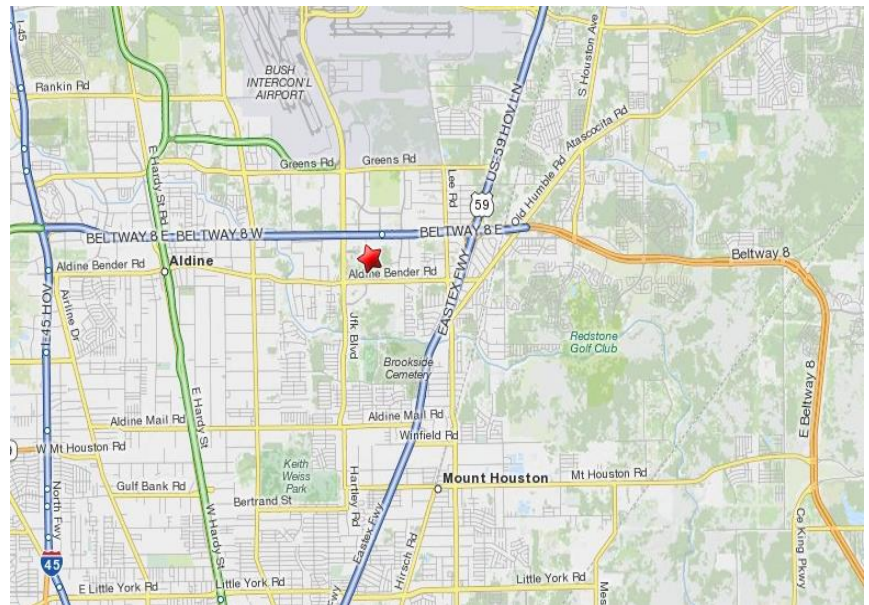 I-45
BUSH
INTERCON'L
AIRPORT
US-59 HOV LN
S Houston Ave
Rankin Rd
Atascocita Rd
E Hardy St Rd
Greens Rd
Greens Rd
Lee Rd
Old Humble Rd
59
BELTWAY 8 E-BELTWAY 8 W
BELTWAY 8 E
Beltway 8
Aldine Bender Rd
Aldine
Aldine Bender Rd
EASTEX FWY
Airline Dr
I-45 HOV
Jfk Blvd
Redstone
Golf Club
Brookside
Cemetery
E Beltway 8
E Hardy St
Aldine Mail Rd
Aldine Mail Rd
Winfield Rd
W Mt Houston Rd
Keith
Weiss
Park
Mount Houston
Mt Houston Rd
Gulf Bank Rd
Hartley Rd
Bertrand St
North Fwy
W Hardy St
Eastex Fwy
Ce King Pkwy
45
Hirsch Rd
E Little York Rd
Little York Rd
Little York Rd
Fwy
Mes